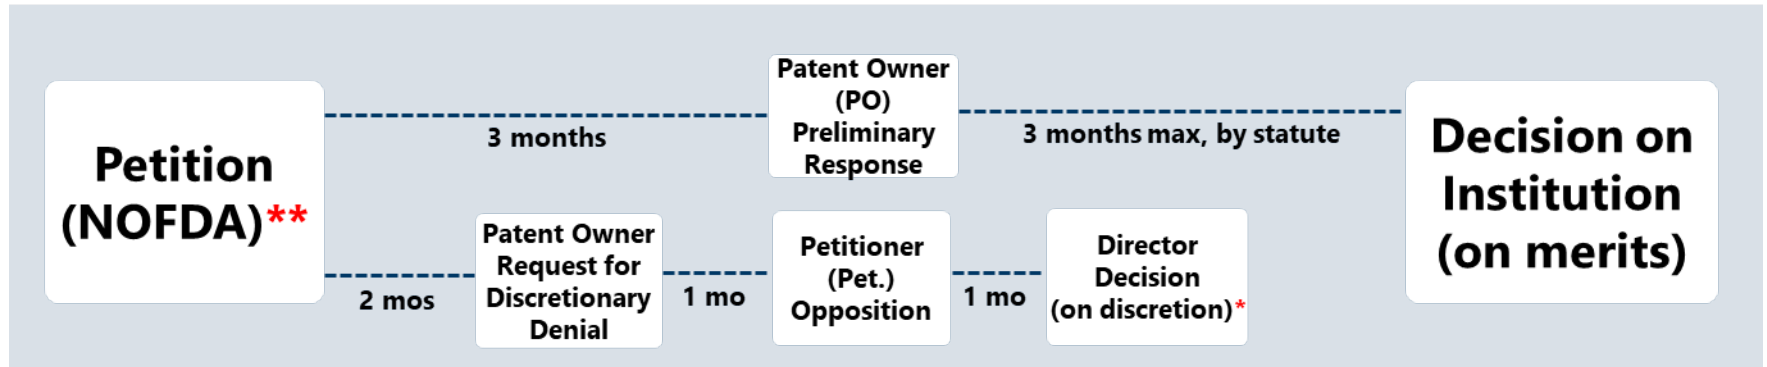 Petition
(NOFDA)**
3 months
Patent Owner
(PO)
Preliminary
Response
3 months max, by statute
Decision on
Institution
(on merits)
2 mos
Patent Owner
Request for
Discretionary
Denial
1 mo
Petitioner
(Pet.)
Opposition
1 mo
Director
Decision
(on discretion)*